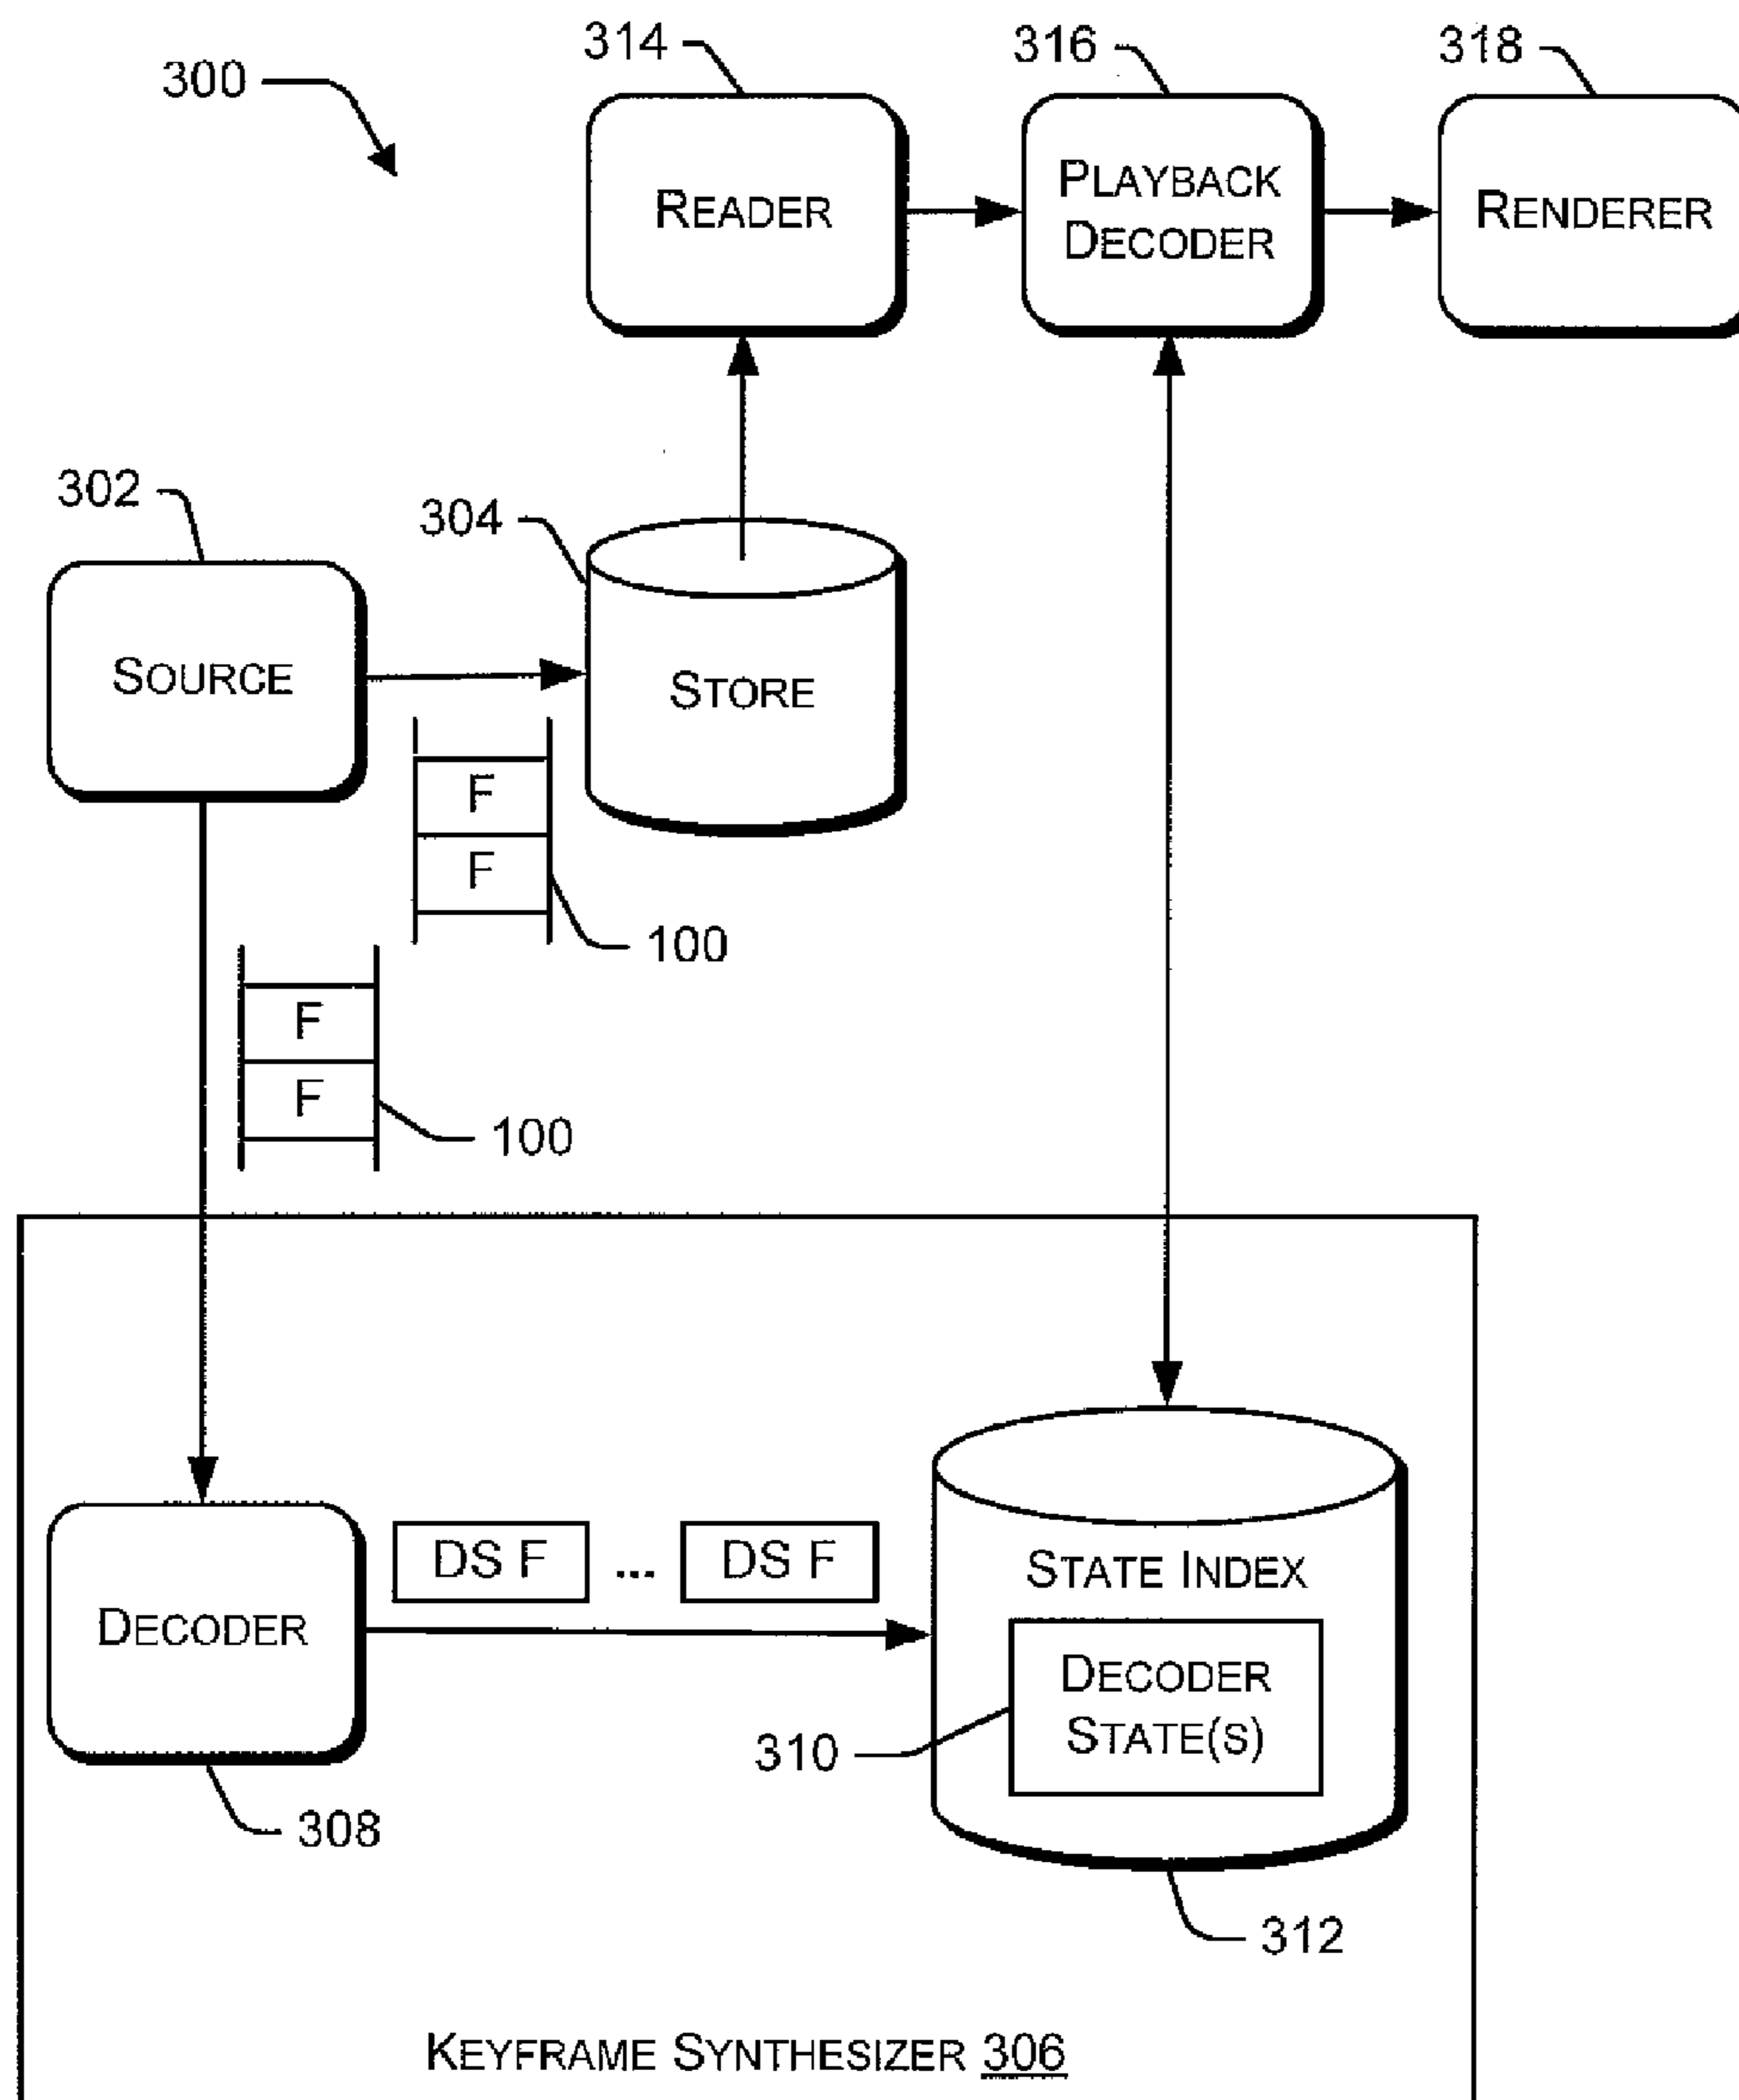 300
314
316
318
READER
PLAYBACK
DECODER
RENDERER
302
304
SOURCE
STORE
F
F
100
F
F
100
DECODER
308
DS F
...
DS F
STATE INDEX
DECODER
STATE(S)
310
312
KEYFRAME SYNTHESIZER 306